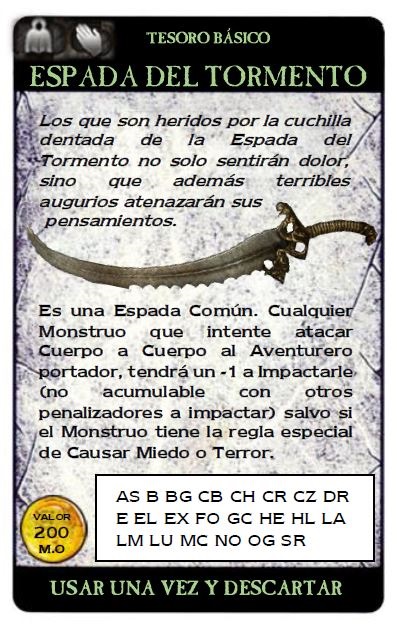 TESORO BÁSICO
ESPADA DEL TORMENTO
Los que son heridos por la cuchilla
dentada de la Espada del
Tormento no solo sentirán dolor,
sino que además terribles
augurios atenazarán sus
pensamientos.
Es una Espada Común. Cualquier
Monstruo que intente atacar
Cuerpo a Cuerpo al Aventurero
portador, tendrá un -1 a Impactarle
(no acumulable con otros
penalizadores a impactar) salvo si
el Monstruo tiene la regla especial
de Causar Miedo o Terror.
VALOR
200
M.O
AS B BG CB CH CR CZ DR
E EL EX FO GC HE HL LA
LM LU MC NO OG SR
USAR UNA VEZ Y DESCARTAR